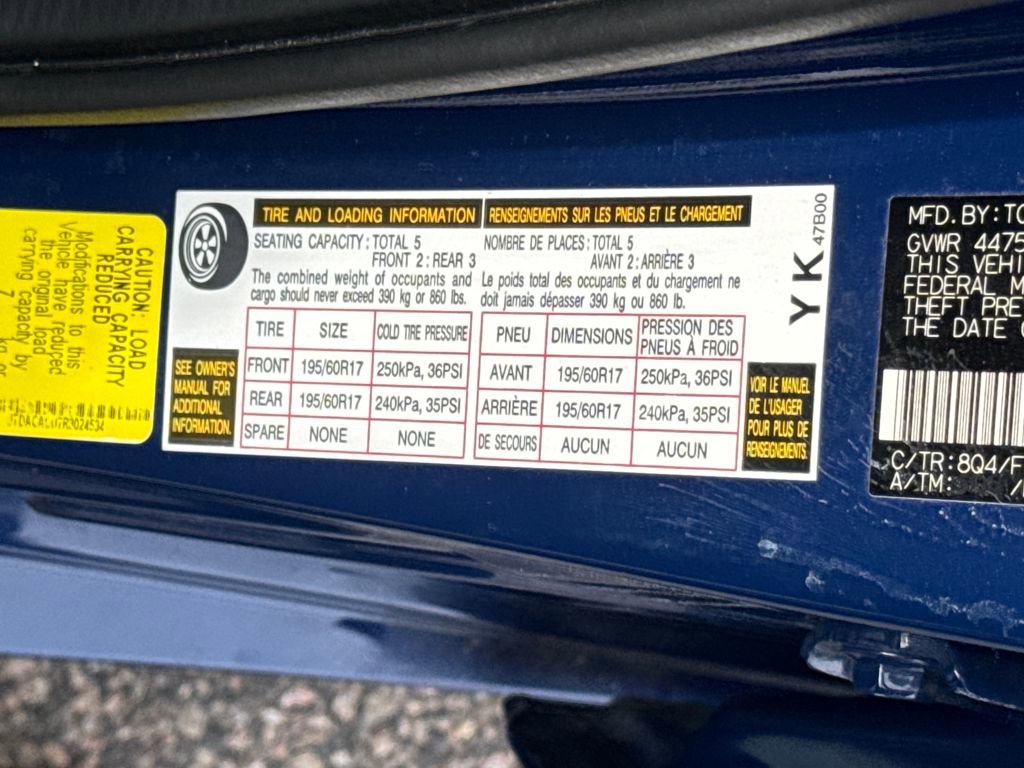 CAUTION: LOAD
CARRYING CAPACITY
REDUCED
Modifications to this
Vehicle have reduced
the original load
carrying capacity by
7 kg or
TIRE AND LOADING INFORMATION
SEATING CAPACITY: TOTAL 5
FRONT 2: REAR 3
The combined weight of occupants and
cargo should never exceed 390 kg or 860 lbs.
RENSEIGNEMENTS SUR LES PNEUS ET LE CHARGEMENT
NOMBRE DE PLACES: TOTAL 5
AVANT 2: ARRIÈRE 3
Le poids total des occupants et du chargement ne
doit jamais dépasser 390 kg ou 860 lb.
SEE OWNER'S
MANUAL FOR
ADDITIONAL
INFORMATION.
TIRE SIZE COLD TIRE PRESSURE
FRONT 195/60R17 250kPa, 36PSI
REAR 195/60R17 240kPa, 35PSI
SPARE NONE NONE
PNEU DIMENSIONS PRESSION DES PNEUS À FROID
AVANT 195/60R17 250kPa, 36PSI
ARRIÈRE 195/60R17 240kPa, 35PSI
DE SECOURS AUCUN AUCUN
VOIR LE MANUEL
DE L'USAGER
POUR PLUS DE
RENSEIGNEMENTS.
YK 47B00
MFD. BY: TO
GVWR 4475
THIS VEHI
FEDERAL M
THEFT PRE
THE DATE
C/TR: 8Q4/F
A/TM: